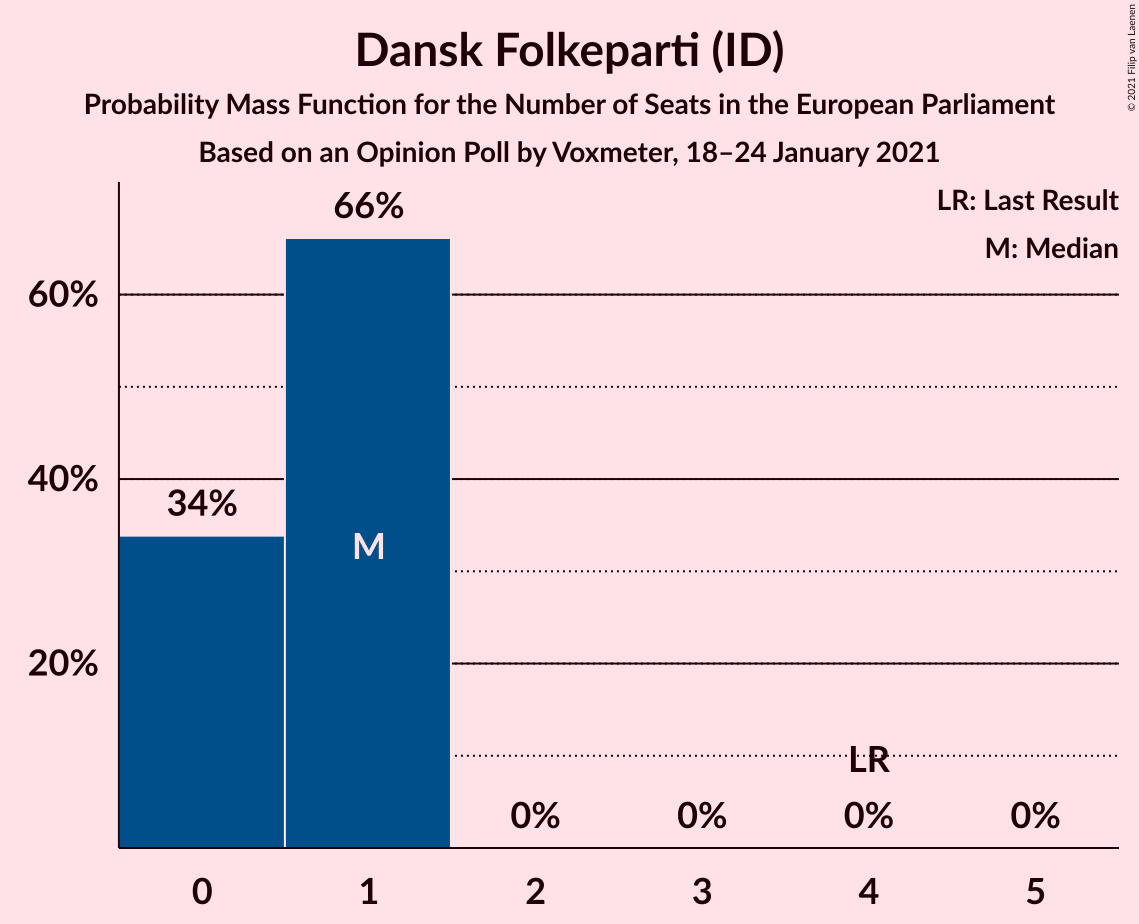 Dansk Folkeparti (ID)
Probability Mass Function for the Number of Seats in the European Parliament
Based on an Opinion Poll by Voxmeter, 18–24 January 2021
© 2021 Filip van Laenen
LR: Last Result
M: Median
66%
60%
40%
34%
M
20%
LR
0% 0% 0% 0%
0 1 2 3 4 5